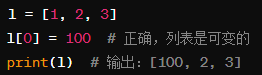 l = [1, 2, 3]
l[0] = 100  # 正确，列表是可变的
print(l)  # 输出：[100, 2, 3]